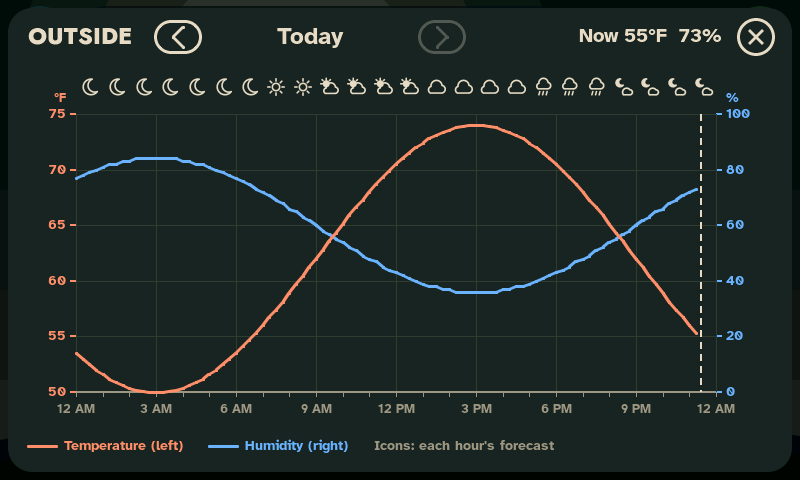 OUTSIDE Today Now 55°F 73%
°F %
75 100
70 80
65 60
60 40
55 20
50 0
12 AM 3 AM 6 AM 9 AM 12 PM 3 PM 6 PM 9 PM 12 AM
Temperature (left) Humidity (right) Icons: each hour's forecast